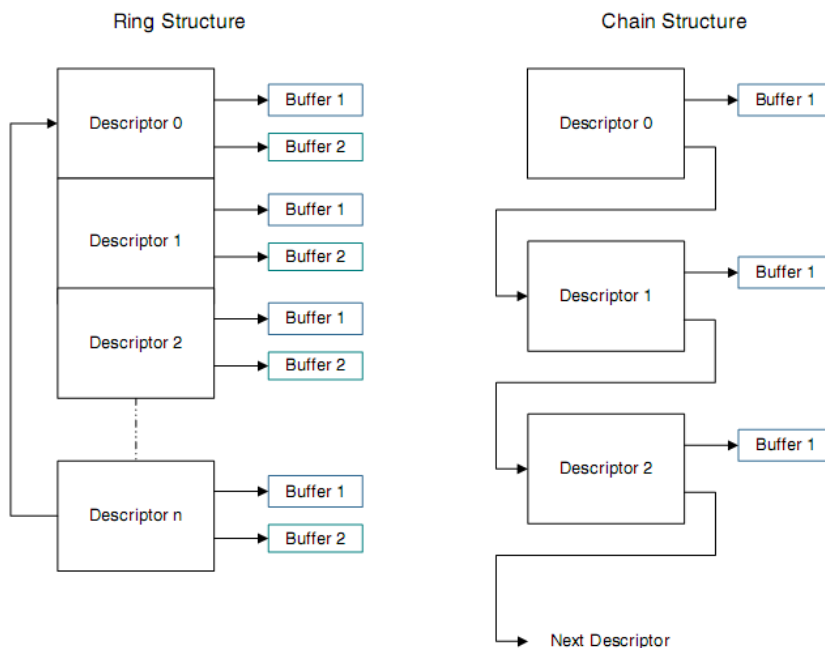 Ring Structure
Descriptor 0
Buffer 1
Buffer 2
Descriptor 1
Buffer 1
Buffer 2
Descriptor 2
Buffer 1
Buffer 2
Descriptor n
Buffer 1
Buffer 2
Chain Structure
Descriptor 0
Buffer 1
Descriptor 1
Buffer 1
Descriptor 2
Buffer 1
Next Descriptor